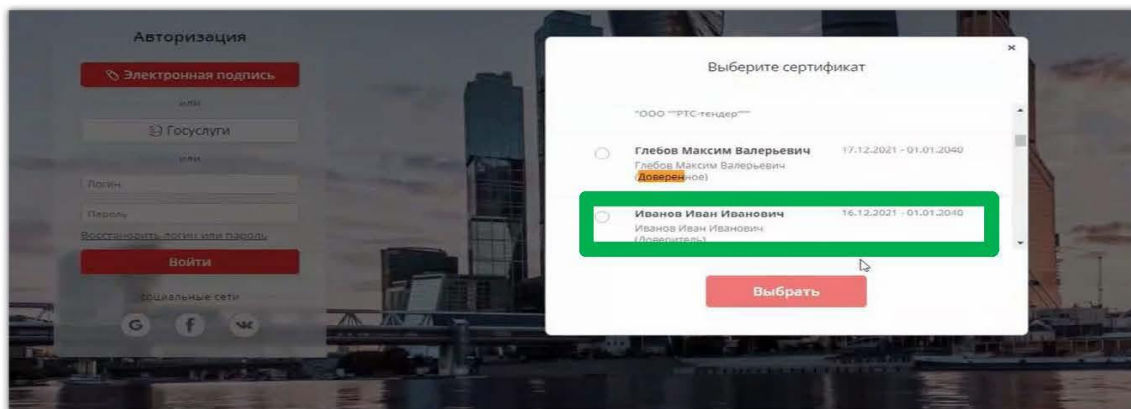 Авторизация
Электронная подпись
или
Госуслуги
или
Логин
Пароль
Восстановить логин или пароль
Войти
социальные сети
G f
×
Выберите сертификат
"ООО ""РТС-тендер"""
Глебов Максим Валерьевич 17.12.2021 - 01.01.2040
Глебов Максим Валерьевич
(Доверенное)
Иванов Иван Иванович 16.12.2021 - 01.01.2040
Иванов Иван Иванович
(Доверитель)
Выбрать